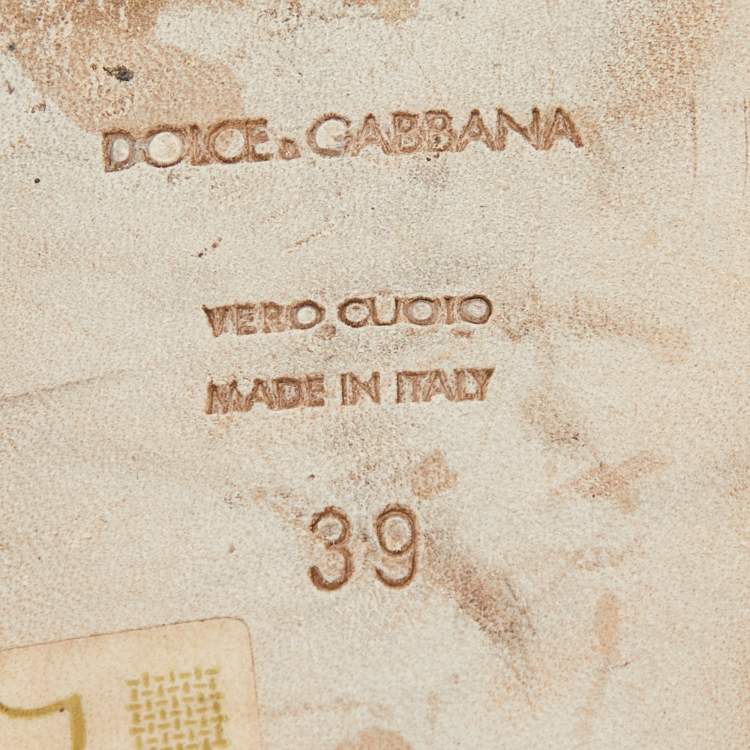 DOLCE & GABBANA
VERO CUOIO
MADE IN ITALY
39